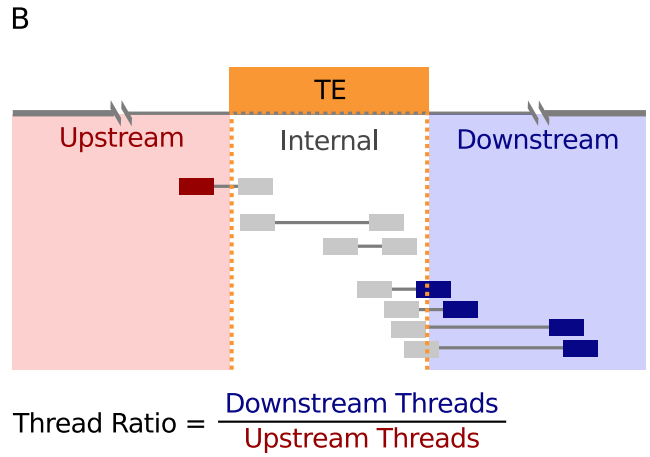 B
TE
Upstream
Internal
Downstream
Thread Ratio = Downstream Threads
Upstream Threads